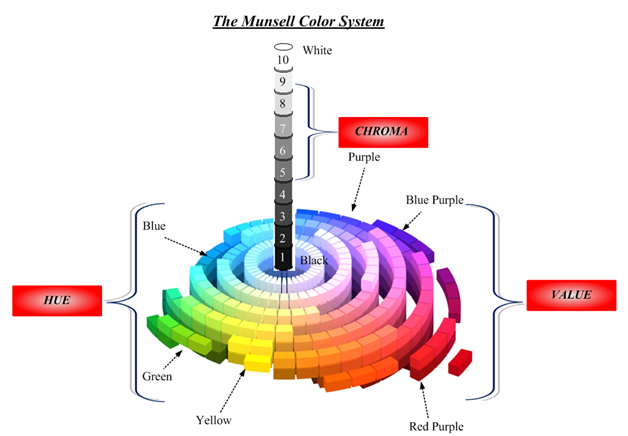 The Munsell Color System
White
10
9
8
7
6
5
4
3
2
1
CHROMA
Purple
Blue Purple
Blue
Black
HUE
VALUE
Green
Yellow
Red Purple